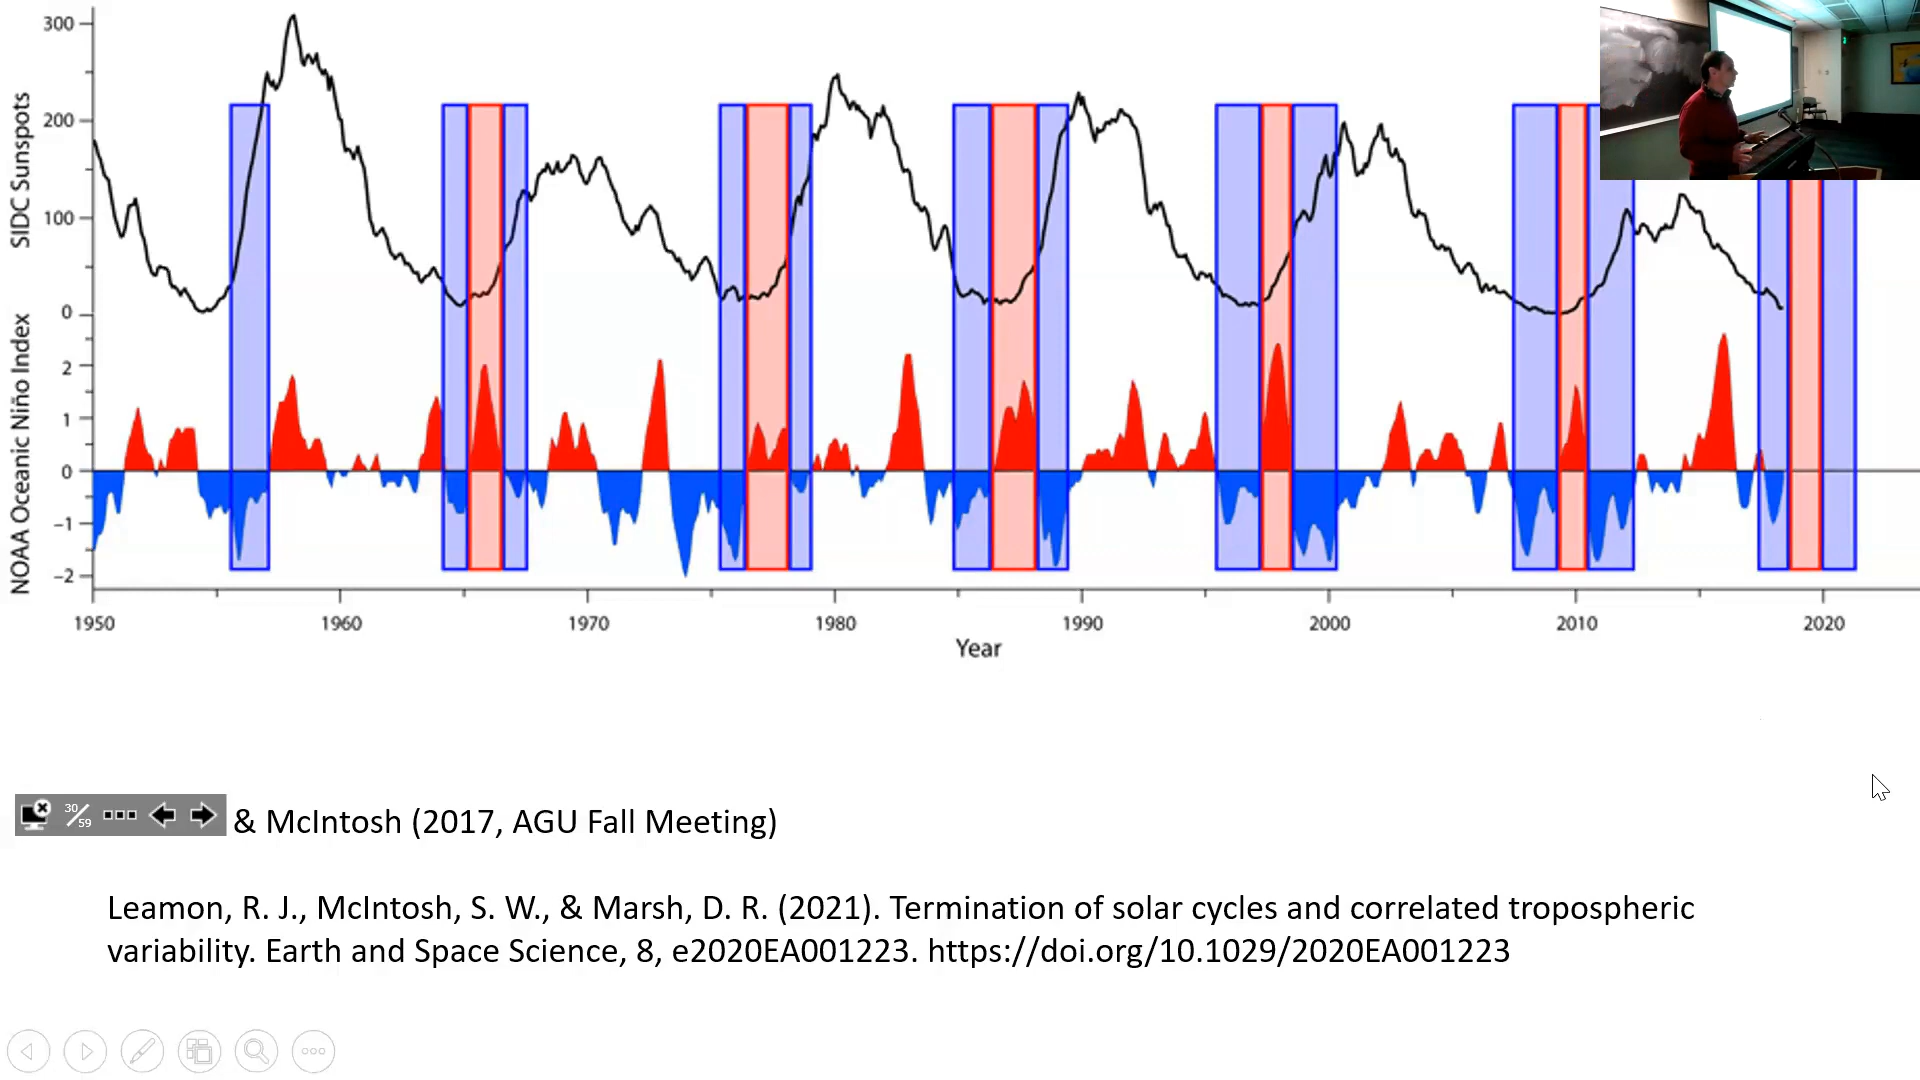 300
200
100
0
SIDC Sunspots
2
1
0
−1
−2
NOAA Oceanic Niño Index
1950 1960 1970 1980 1990 2000 2010 2020
Year
30/59
& McIntosh (2017, AGU Fall Meeting)
Leamon, R. J., McIntosh, S. W., & Marsh, D. R. (2021). Termination of solar cycles and correlated tropospheric
variability. Earth and Space Science, 8, e2020EA001223. https://doi.org/10.1029/2020EA001223